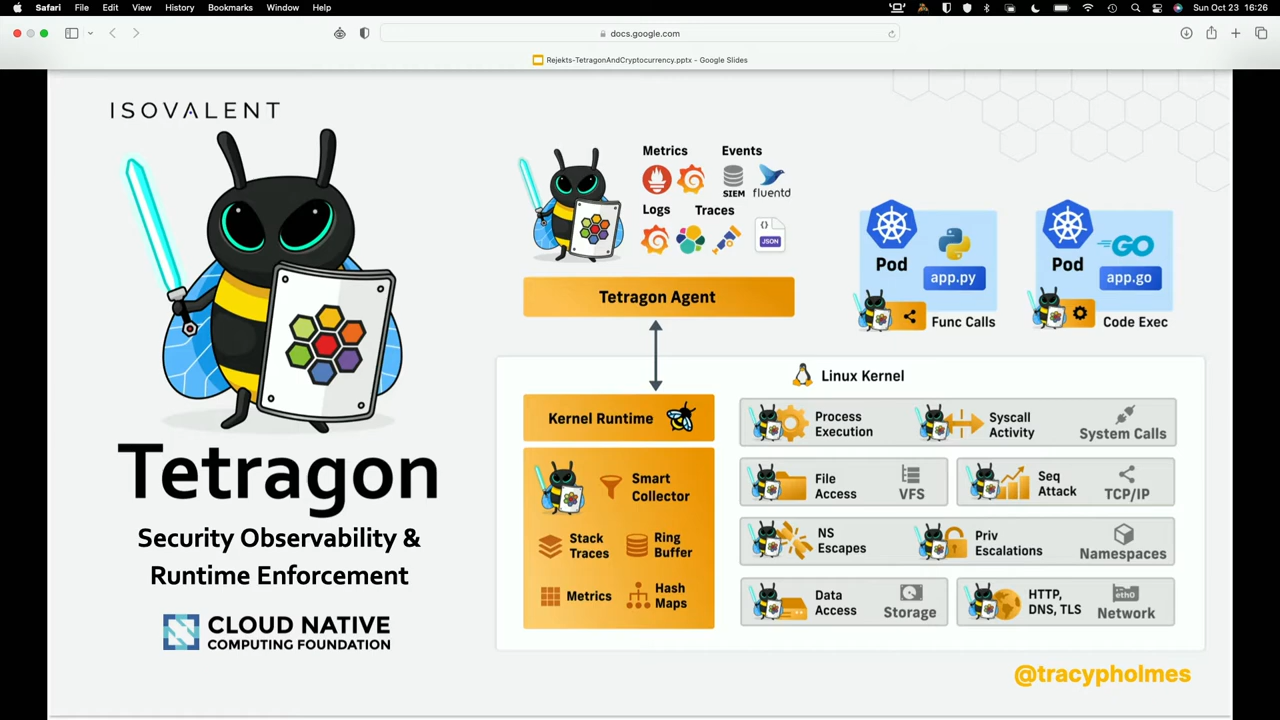 Safari File Edit View History Bookmarks Window Help Sun Oct 23 16:26
docs.google.com
Rejekts-TetragonAndCryptocurrency.pptx - Google Slides
ISOVALENT
Tetragon
Security Observability &
Runtime Enforcement
CLOUD NATIVE
COMPUTING FOUNDATION
Metrics Events
SIEM fluentd
Logs Traces
{} JSON
Tetragon Agent
Pod
app.py
Func Calls
Pod
GO
app.go
Code Exec
Linux Kernel
Kernel Runtime
Smart
Collector
Stack
Traces
Ring
Buffer
Metrics
Hash
Maps
Process
Execution
Syscall
Activity
System Calls
File
Access
VFS
Seq
Attack
TCP/IP
NS
Escapes
Priv
Escalations
Namespaces
Data
Access
Storage
HTTP,
DNS, TLS
eth0
Network
@tracypholmes